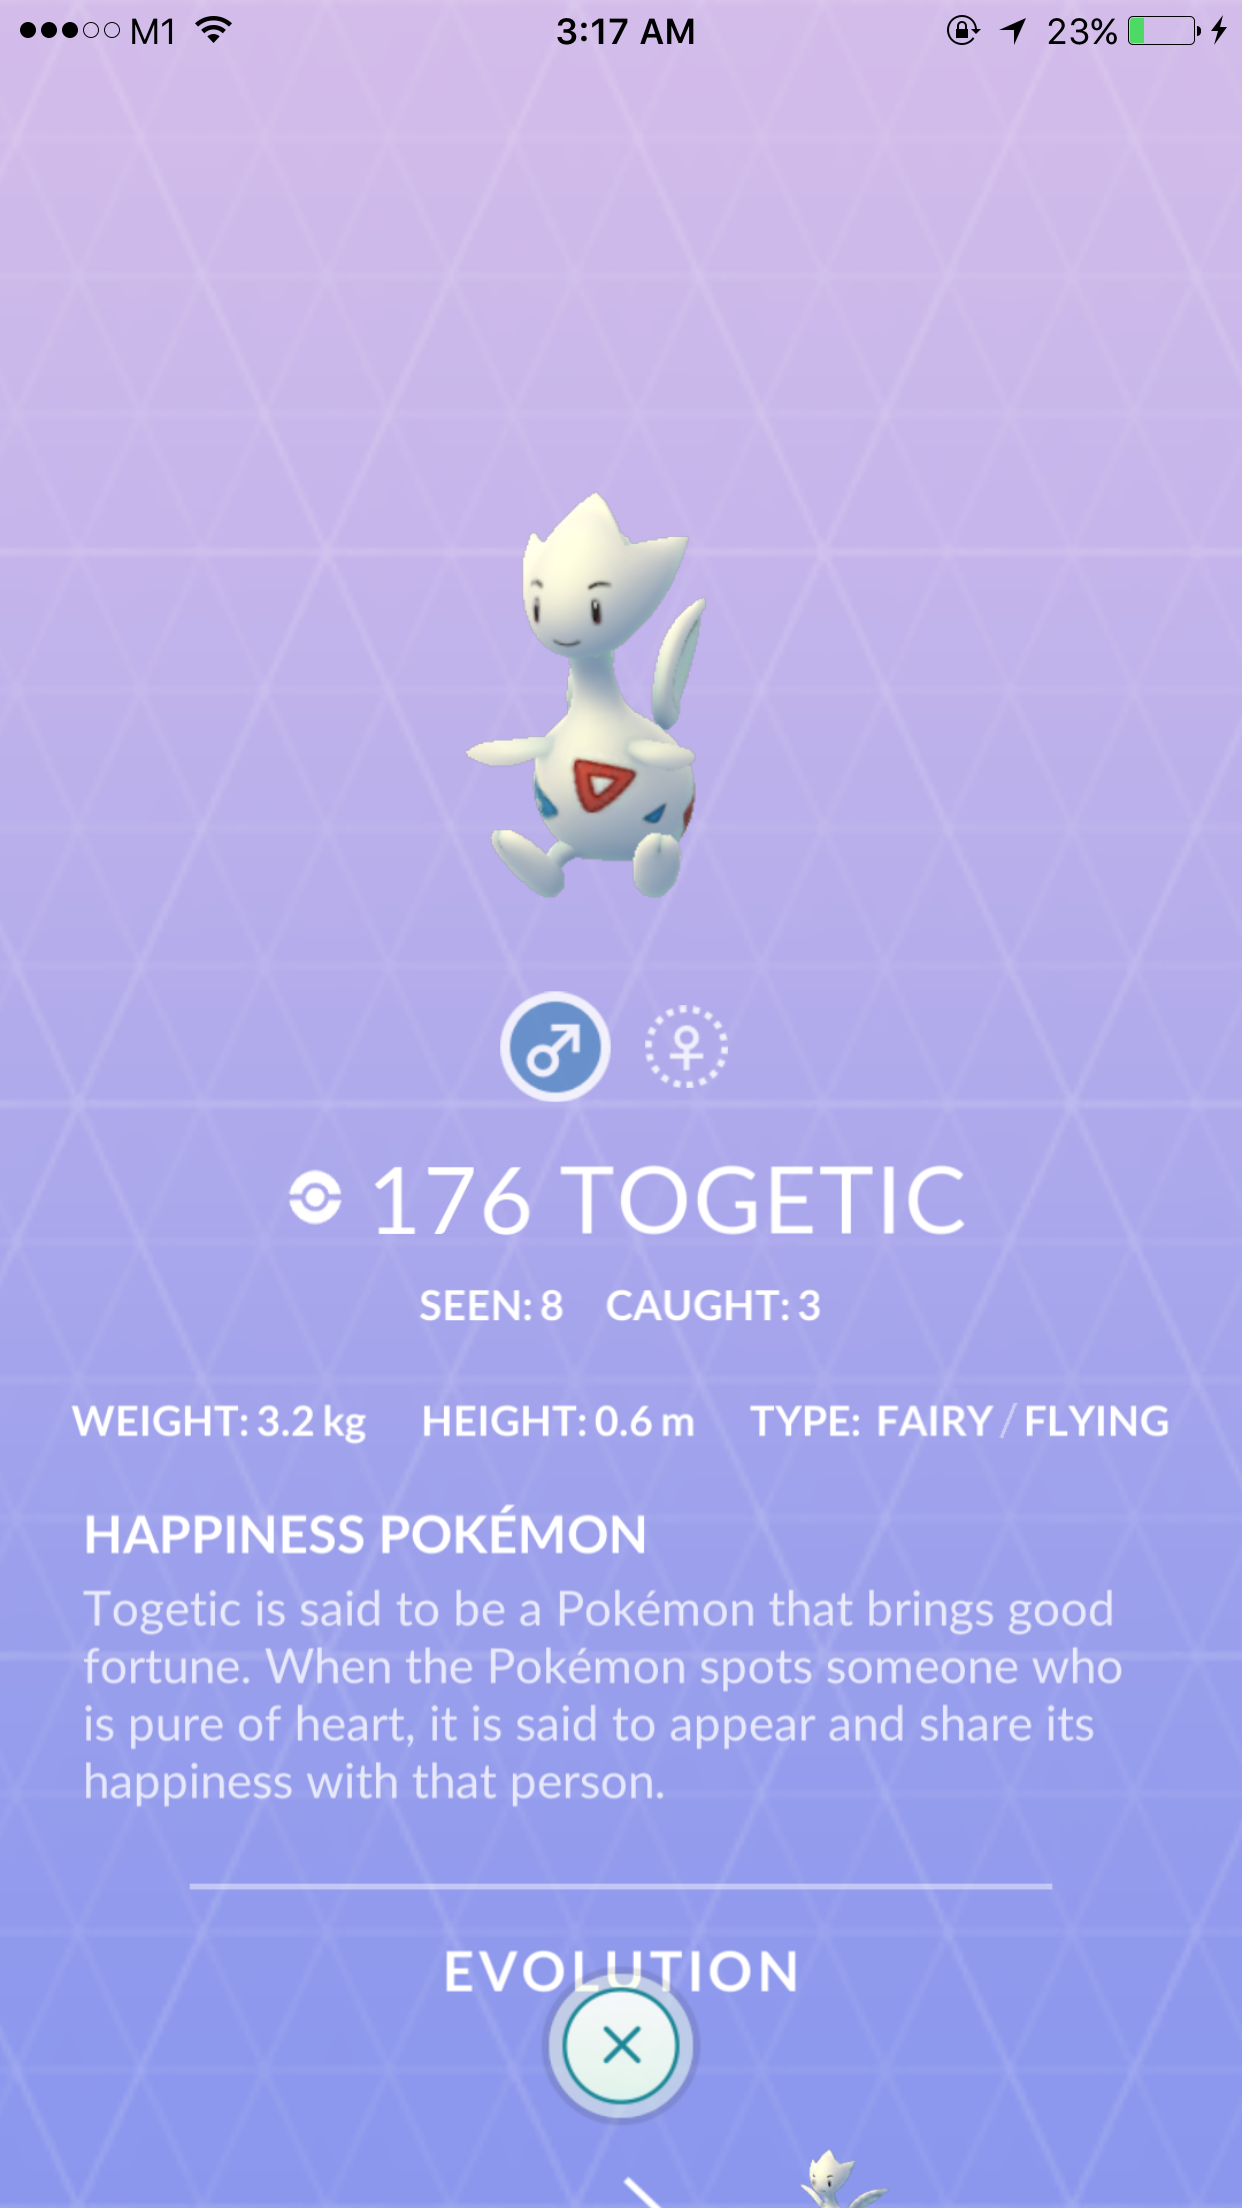 M1 3:17 AM 23%
176 TOGETIC
SEEN: 8 CAUGHT: 3
WEIGHT: 3.2 kg HEIGHT: 0.6 m TYPE: FAIRY / FLYING
HAPPINESS POKÉMON
Togetic is said to be a Pokémon that brings good
fortune. When the Pokémon spots someone who
is pure of heart, it is said to appear and share its
happiness with that person.
EVOLUTION